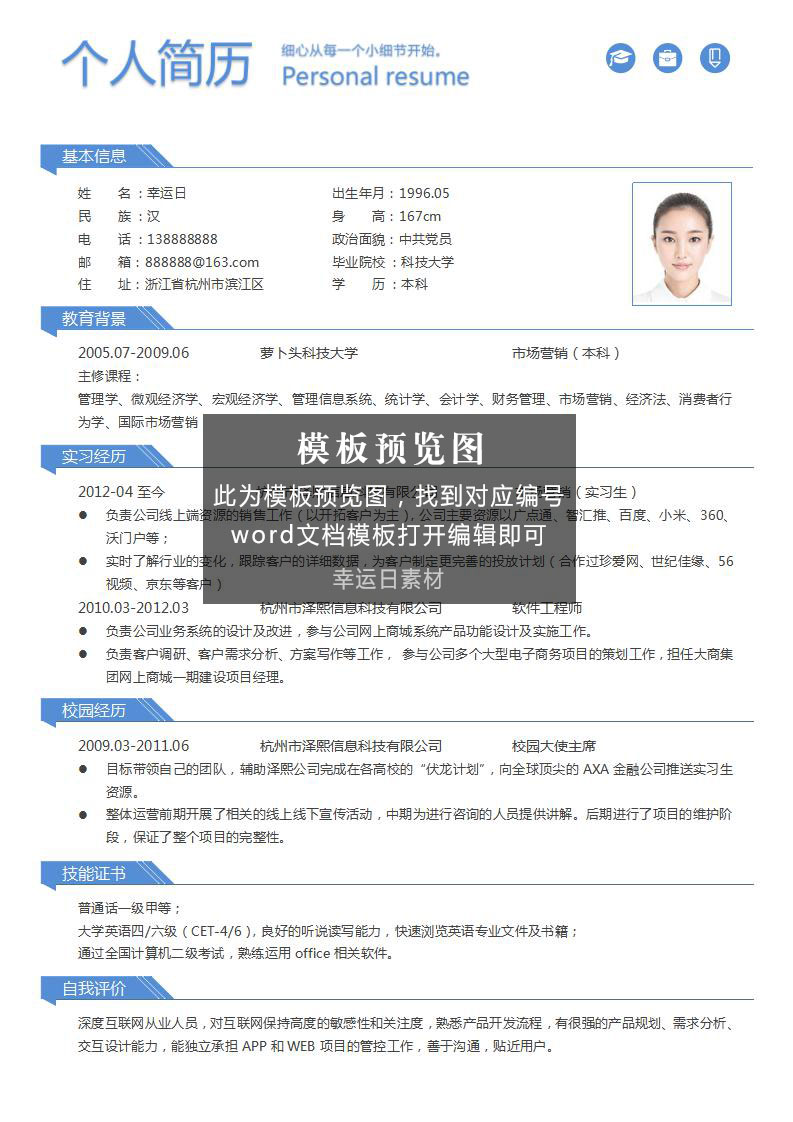 个人简历
细心从每一个小细节开始。
Personal resume
基本信息
姓 名：幸运日 出生年月：1996.05
民 族：汉 身 高：167cm
电 话：138888888 政治面貌：中共党员
邮 箱：888888@163.com 毕业院校：科技大学
住 址：浙江省杭州市滨江区 学 历：本科
教育背景
2005.07-2009.06 萝卜头科技大学 市场营销（本科）
主修课程：
管理学、微观经济学、宏观经济学、管理信息系统、统计学、会计学、财务管理、市场营销、经济法、消费者行
为学、国际市场营销
模板预览图
实习经历
2012-04 至今 有限公司 销（实习生）
此为模板预览图，找到对应编号
● 负责公司线上端资源的销售工作（以开拓客户为主），公司主要资源以广点通、智汇推、百度、小米、360、
沃门户等；
word文档模板打开编辑即可
● 实时了解行业的变化，跟踪客户的详细数据，为客户制定更完善的投放计划（合作过珍爱网、世纪佳缘、56
视频、京东等客户）
幸运日素材
2010.03-2012.03 杭州市泽熙信息科技有限公司 软件工程师
● 负责公司业务系统的设计及改进，参与公司网上商城系统产品功能设计及实施工作。
● 负责客户调研、客户需求分析、方案写作等工作， 参与公司多个大型电子商务项目的策划工作，担任大商集
团网上商城一期建设项目经理。
校园经历
2009.03-2011.06 杭州市泽熙信息科技有限公司 校园大使主席
● 目标带领自己的团队，辅助泽熙公司完成在各高校的“伏龙计划”，向全球顶尖的 AXA 金融公司推送实习生
资源。
● 整体运营前期开展了相关的线上线下宣传活动，中期为进行咨询的人员提供讲解。后期进行了项目的维护阶
段，保证了整个项目的完整性。
技能证书
普通话一级甲等；
大学英语四/六级（CET-4/6），良好的听说读写能力，快速浏览英语专业文件及书籍；
通过全国计算机二级考试，熟练运用 office 相关软件。
自我评价
深度互联网从业人员，对互联网保持高度的敏感性和关注度，熟悉产品开发流程，有很强的产品规划、需求分析、
交互设计能力，能独立承担 APP 和 WEB 项目的管控工作，善于沟通，贴近用户。